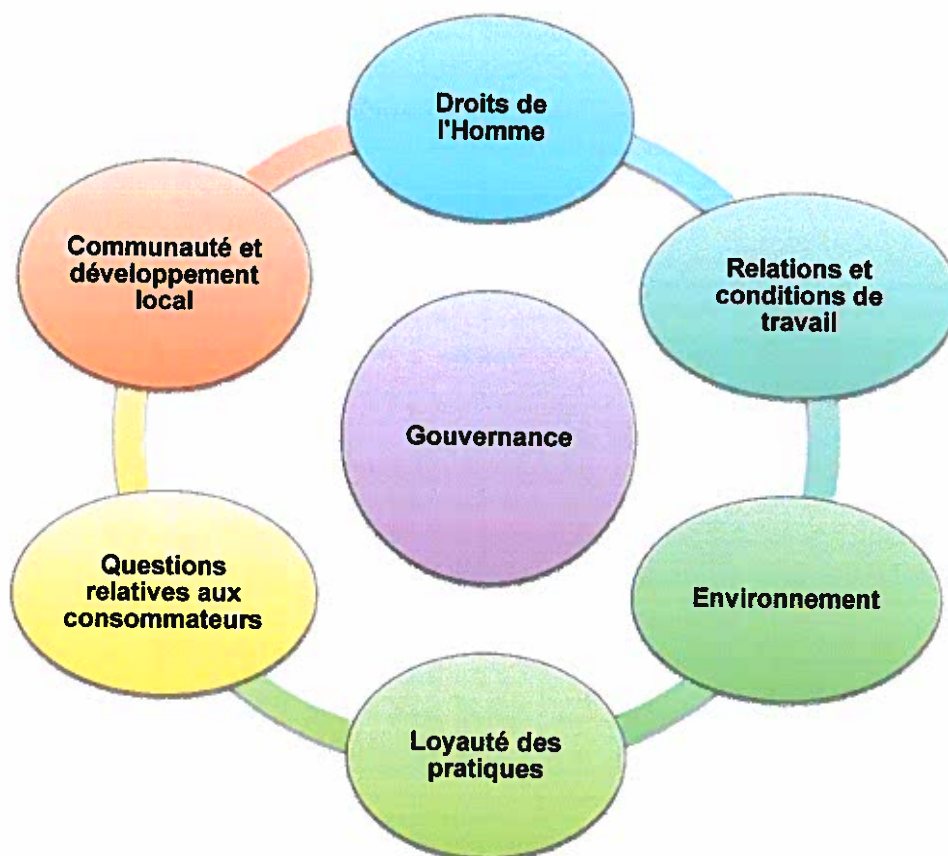 Droits de
l'Homme
Communauté et
développement
local
Relations et
conditions de
travail
Gouvernance
Questions
relatives aux
consommateurs
Environnement
Loyauté des
pratiques